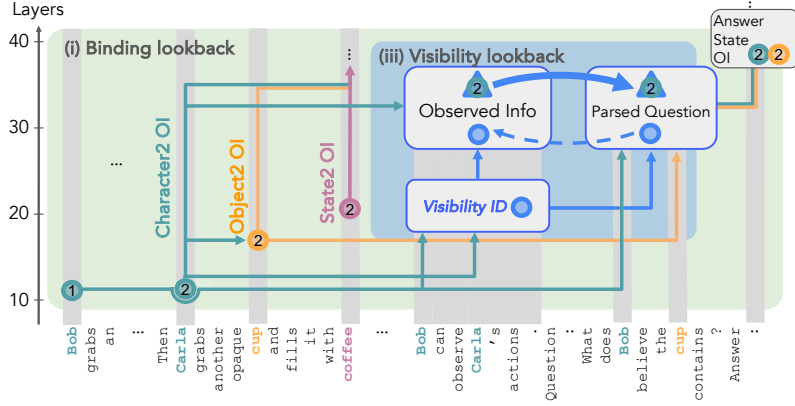 Layers
40
30
20
10
(i) Binding lookback
(iii) Visibility lookback
Answer
State
OI
2
2
⋮
2
2
Observed Info
Parsed Question
Visibility ID
Character2 OI
Object2 OI
State2 OI
...
⋮
1
2
2
2
Bob
grabs
an
...
Then
Carla
grabs
another
opaque
cup
and
fills
it
with
coffee
...
Bob
can
observe
Carla
's
actions
.
Question
:
What
does
Bob
believe
the
cup
contains
?
Answer
: